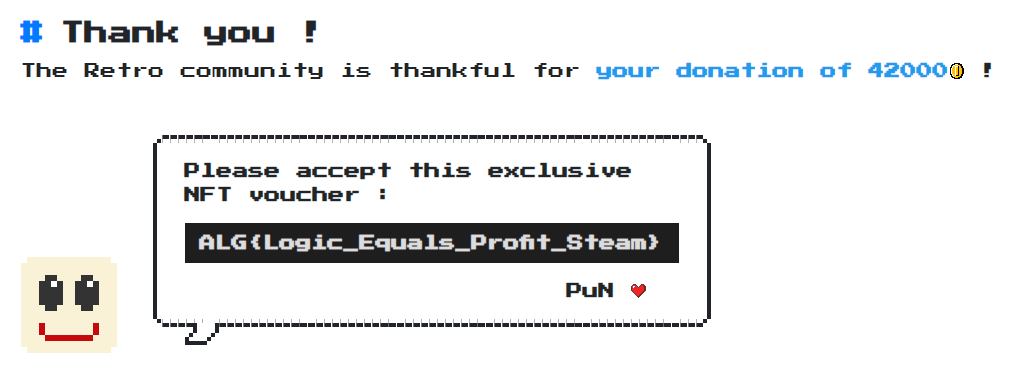 # Thank you !
The Retro community is thankful for your donation of 42000 !
Please accept this exclusive
NFT voucher :
ALG{Logic_Equals_Profit_Steam}
PuN